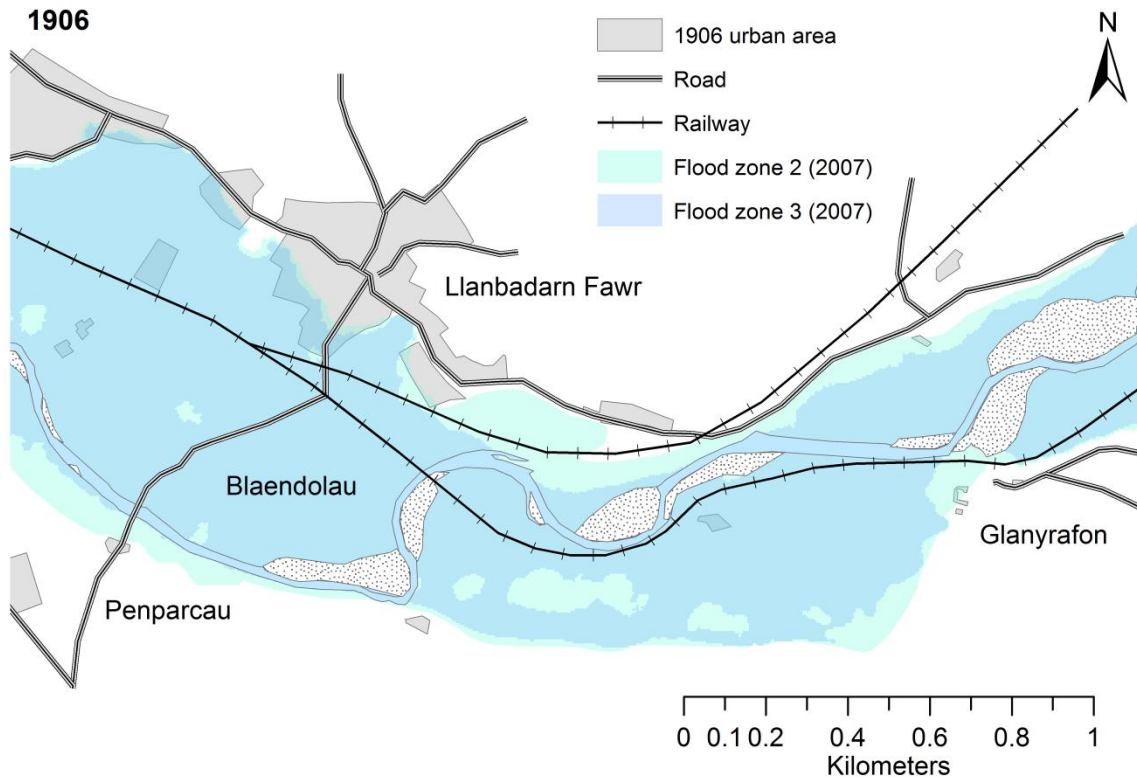 1906
N
1906 urban area
Road
Railway
Flood zone 2 (2007)
Flood zone 3 (2007)
Llanbadarn Fawr
Blaendolau
Glanyrafon
Penparcau
0 0.1 0.2 0.4 0.6 0.8 1
Kilometers